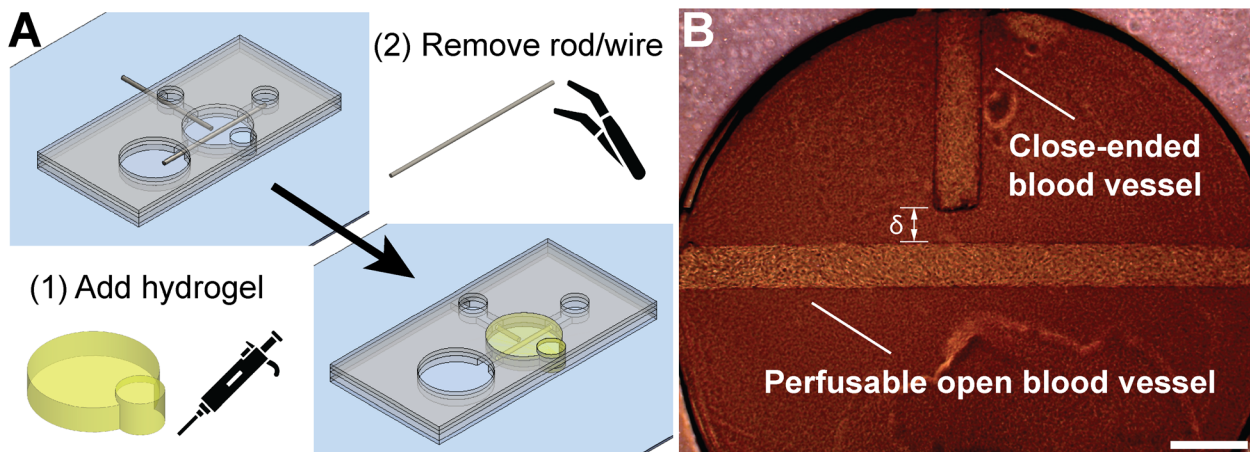 A
(2) Remove rod/wire
(1) Add hydrogel
B
Close-ended
blood vessel
δ
Perfusable open blood vessel